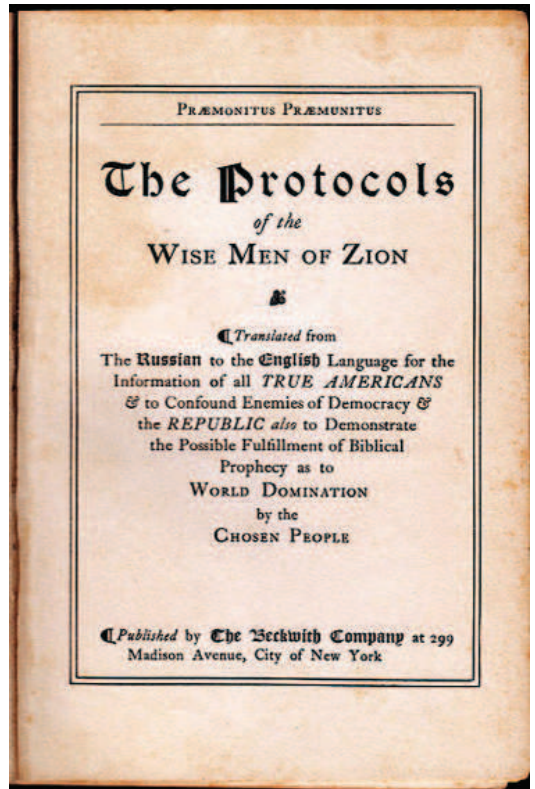 PRÆMONITUS PRÆMUNITUS
The Protocols
of the
WISE MEN OF ZION
¶Translated from
The Russian to the English Language for the
Information of all TRUE AMERICANS
& to Confound Enemies of Democracy &
the REPUBLIC also to Demonstrate
the Possible Fulfillment of Biblical
Prophecy as to
WORLD DOMINATION
by the
CHOSEN PEOPLE
¶Published by The Beckwith Company at 299
Madison Avenue, City of New York